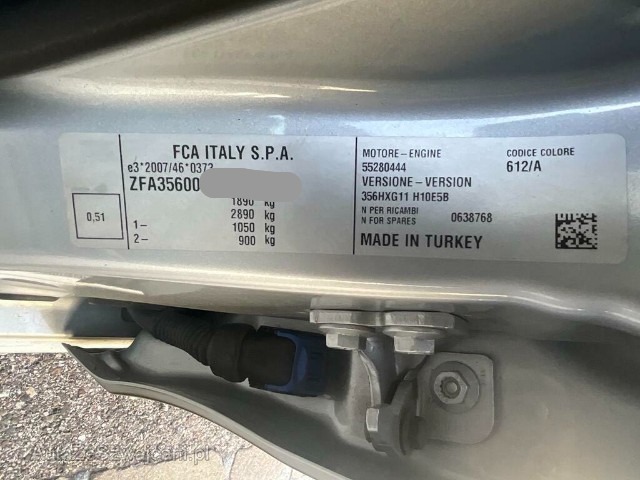 FCA ITALY S.P.A.
e3*2007/46*0373
ZFA35600
0,51
1890 kg
2890 kg
1– 1050 kg
2– 900 kg
MOTORE – ENGINE
55280444
VERSIONE – VERSION
356HXG11 H10E5B
N PER RICAMBI
N FOR SPARES 0638768
MADE IN TURKEY
CODICE COLORE
612/A